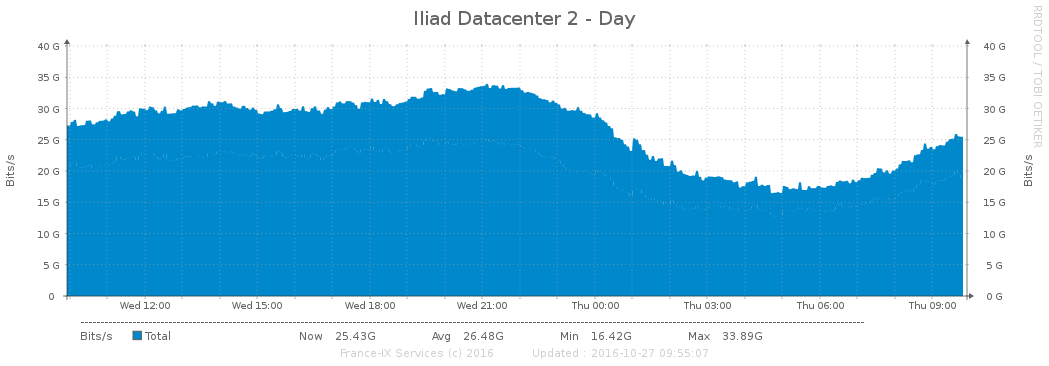 Iliad Datacenter 2 - Day
RRDTOOL / TOBI OETIKER
Bits/s
40 G 40 G
35 G 35 G
30 G 30 G
25 G 25 G
20 G 20 G
15 G 15 G
10 G 10 G
5 G 5 G
0 0 G
Bits/s
Wed 12:00 Wed 15:00 Wed 18:00 Wed 21:00 Thu 00:00 Thu 03:00 Thu 06:00 Thu 09:00
Bits/s Total Now 25.43G Avg 26.48G Min 16.42G Max 33.89G
France-IX Services (c) 2016 Updated : 2016-10-27 09:55:07